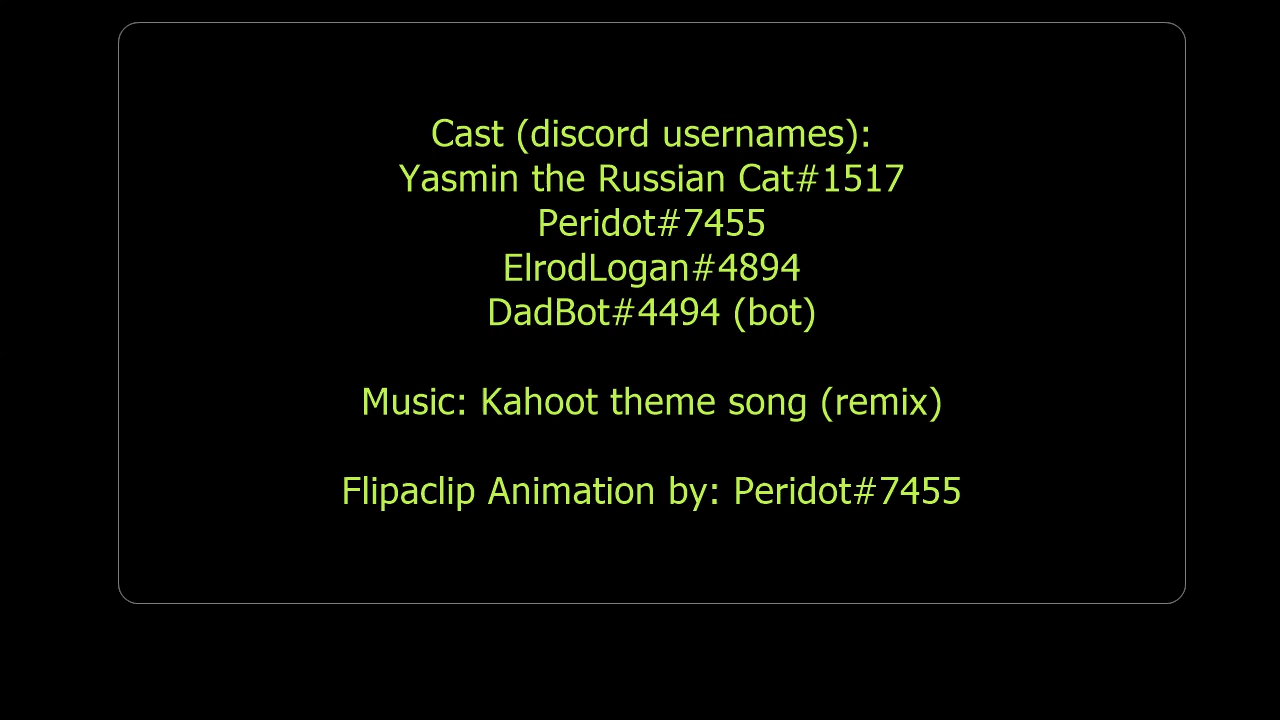 Cast (discord usernames):
Yasmin the Russian Cat#1517
Peridot#7455
ElrodLogan#4894
DadBot#4494 (bot)
Music: Kahoot theme song (remix)
Flipaclip Animation by: Peridot#7455